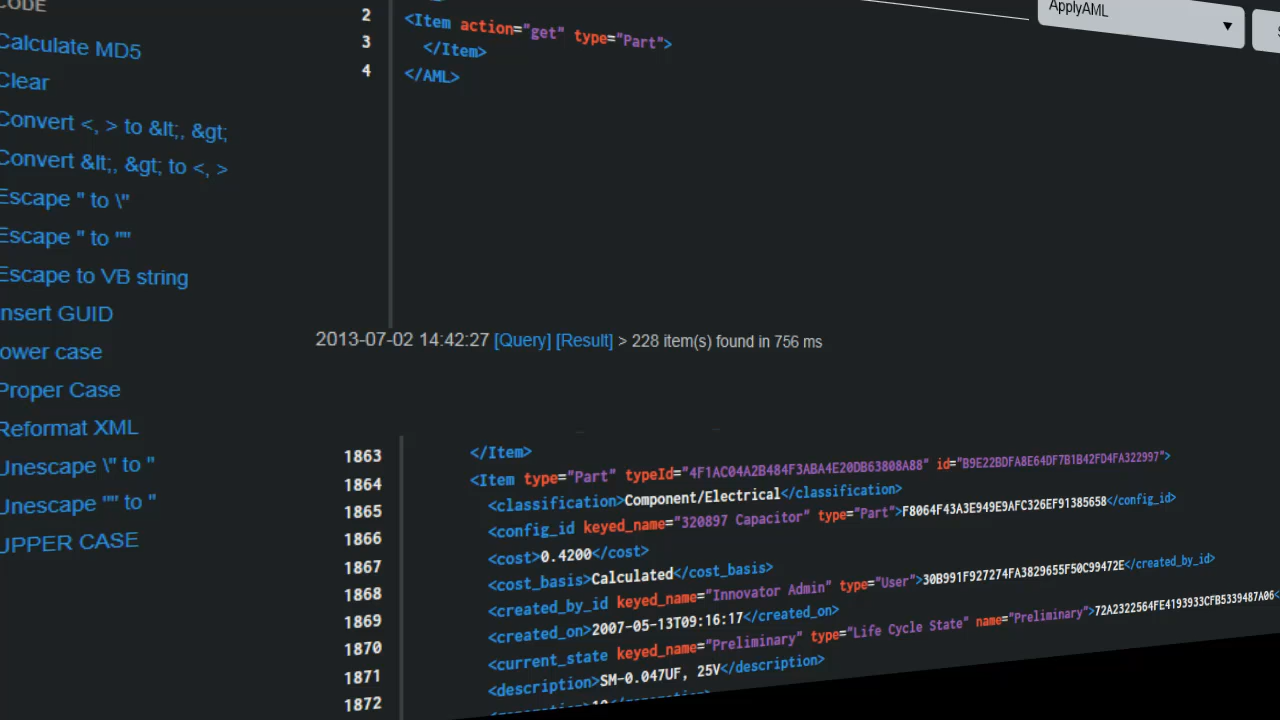 CODE
Calculate MD5
Clear
Convert <, > to &lt;, &gt;
Convert &lt;, &gt; to <, >
Escape " to \"
Escape " to ""
Escape to VB string
Insert GUID
lower case
Proper Case
Reformat XML
Unescape \" to "
Unescape "" to "
UPPER CASE
ApplyAML
2 <Item action="get" type="Part">
3 </Item>
4 </AML>
2013-07-02 14:42:27 [Query] [Result] > 228 item(s) found in 756 ms
1863 </Item>
1864 <Item type="Part" typeId="4F1AC04A2B484F3ABA4E20DB63808A88" id="B9E22BDFA8E64DF7B1B42FD4FA322997">
1865 <classification>Component/Electrical</classification>
1866 <config_id keyed_name="320897 Capacitor" type="Part">F8064F43A3E949E9AFC326EF91385658</config_id>
1867 <cost>0.4200</cost>
1868 <cost_basis>Calculated</cost_basis>
1869 <created_by_id keyed_name="Innovator Admin" type="User">30B991F927274FA3829655F50C99472E</created_by_id>
1870 <created_on>2007-05-13T09:16:17</created_on>
1871 <current_state keyed_name="Preliminary" type="Life Cycle State" name="Preliminary">72A2322564FE4193933CFB5339487A06<
1872 <description>SM-0.047UF, 25V</description>